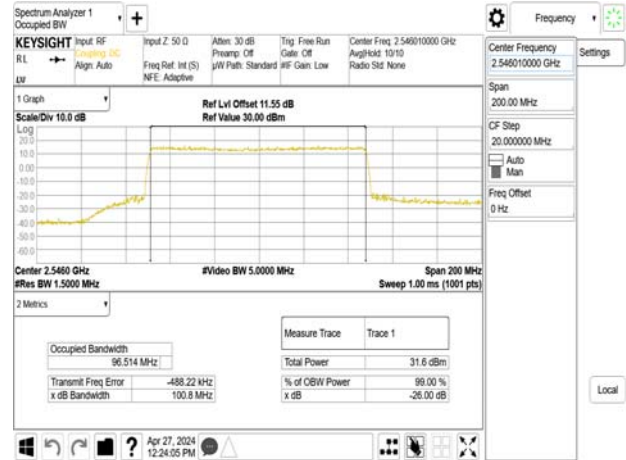 Spectrum Analyzer 1
Occupied BW
+
Frequency
KEYSIGHT
Input: RF
Coupling: DC
Align: Auto
Input Z: 50 Ω
Freq Ref: Int (S)
NFE: Adaptive
Atten: 30 dB
Preamp: Off
µW Path: Standard
Trig: Free Run
Gate: Off
#IF Gain: Low
Center Freq: 2.546010000 GHz
Avg|Hold: 10/10
Radio Std: None
RL
Center Frequency
2.546010000 GHz
Settings
Span
200.00 MHz
CF Step
20.000000 MHz
Auto
Man
Freq Offset
0 Hz
Local
1 Graph
Scale/Div 10.0 dB
Ref Lvl Offset 11.55 dB
Ref Value 30.00 dBm
Log
20.0
10.0
0.00
-10.0
-20.0
-30.0
-40.0
-50.0
-60.0
Center 2.5460 GHz
#Video BW 5.0000 MHz
Span 200 MHz
#Res BW 1.5000 MHz
Sweep 1.00 ms (1001 pts)
2 Metrics
Measure Trace Trace 1
Occupied Bandwidth
96.514 MHz
Total Power 31.6 dBm
Transmit Freq Error -488.22 kHz
% of OBW Power 99.00 %
x dB Bandwidth 100.8 MHz
x dB -26.00 dB
?
Apr 27, 2024
12:24:05 PM